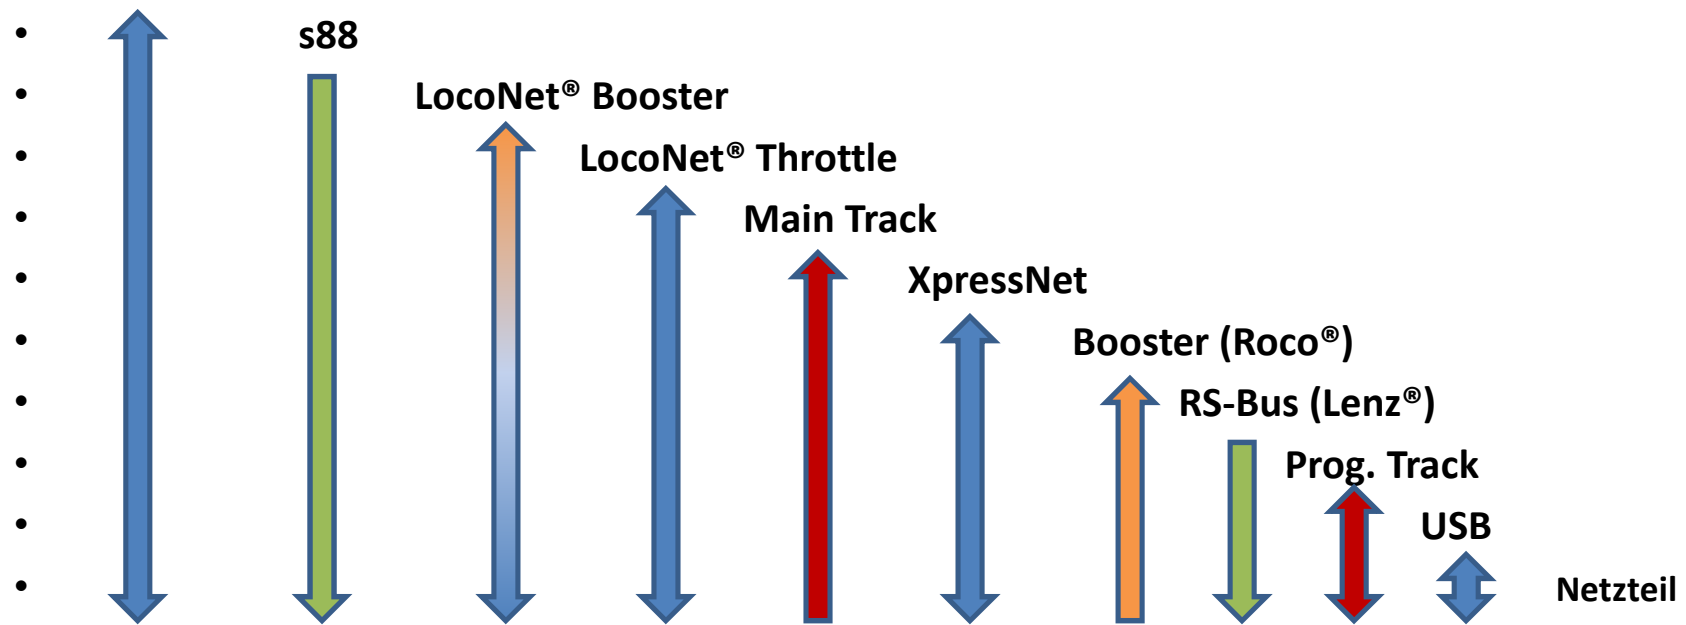 • s88
• LocoNet® Booster
• LocoNet® Throttle
• Main Track
• XpressNet
• Booster (Roco®)
• RS-Bus (Lenz®)
• Prog. Track
• USB
• Netzteil